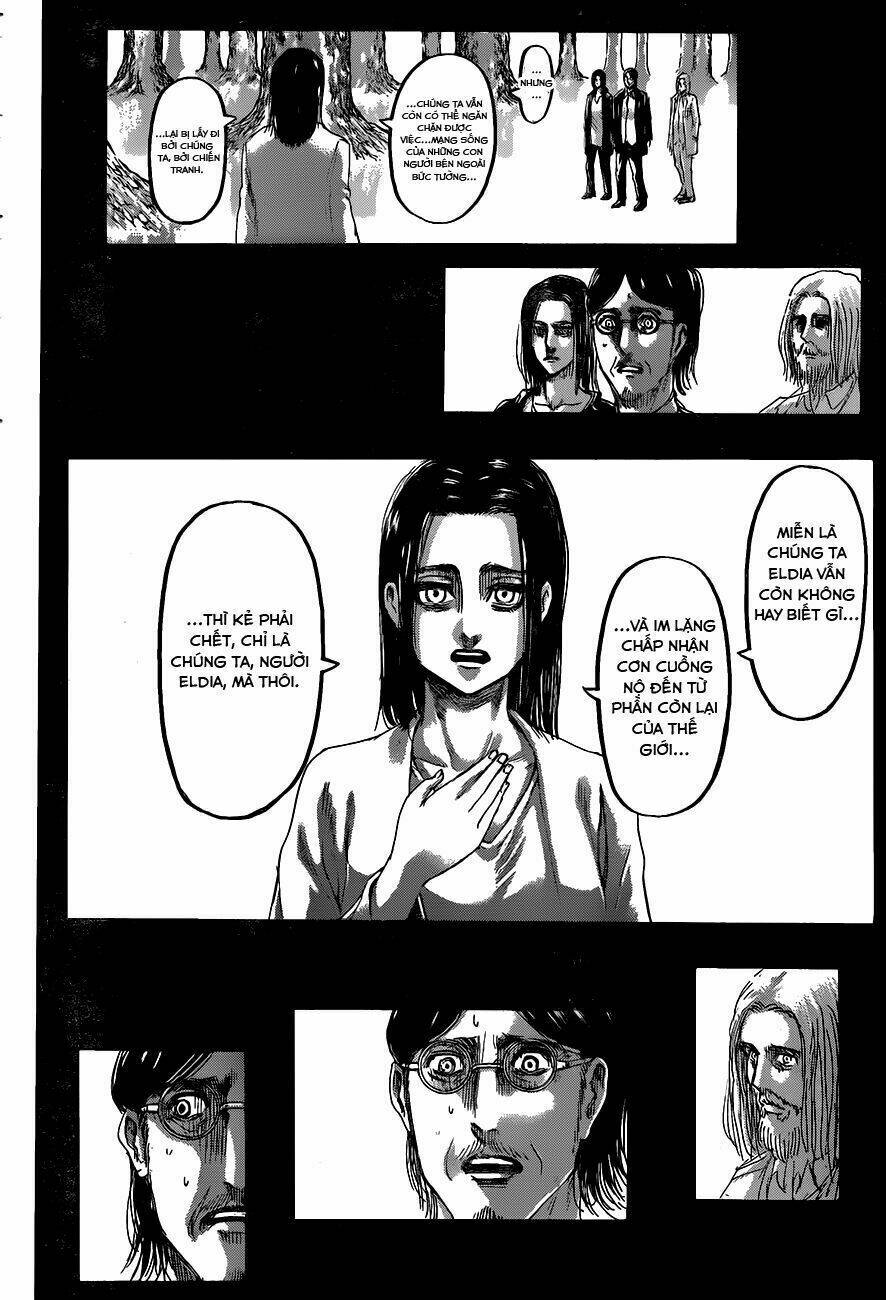 ...
NHƯNG
...
...CHÚNG TA VẪN
CÒN CÓ THỂ NGĂN
CHẶN ĐƯỢC
VIỆC...MẠNG SỐNG
CỦA NHỮNG CON
NGƯỜI BÊN NGOÀI
BỨC TƯỜNG...
...LẠI BỊ LẤY ĐI
BỞI CHÚNG
TA, BỞI CHIẾN
TRANH.
MIỄN LÀ
CHÚNG TA
ELDIA VẪN
CÒN KHÔNG
HAY BIẾT GÌ...
...VÀ IM LẶNG
CHẤP NHẬN
CƠN CUỒNG
NỘ ĐẾN TỪ
PHẦN CÒN LẠI
CỦA THẾ
GIỚI...
...THÌ KẺ PHẢI
CHẾT, CHỈ LÀ
CHÚNG TA, NGƯỜI
ELDIA, MÀ THÔI.